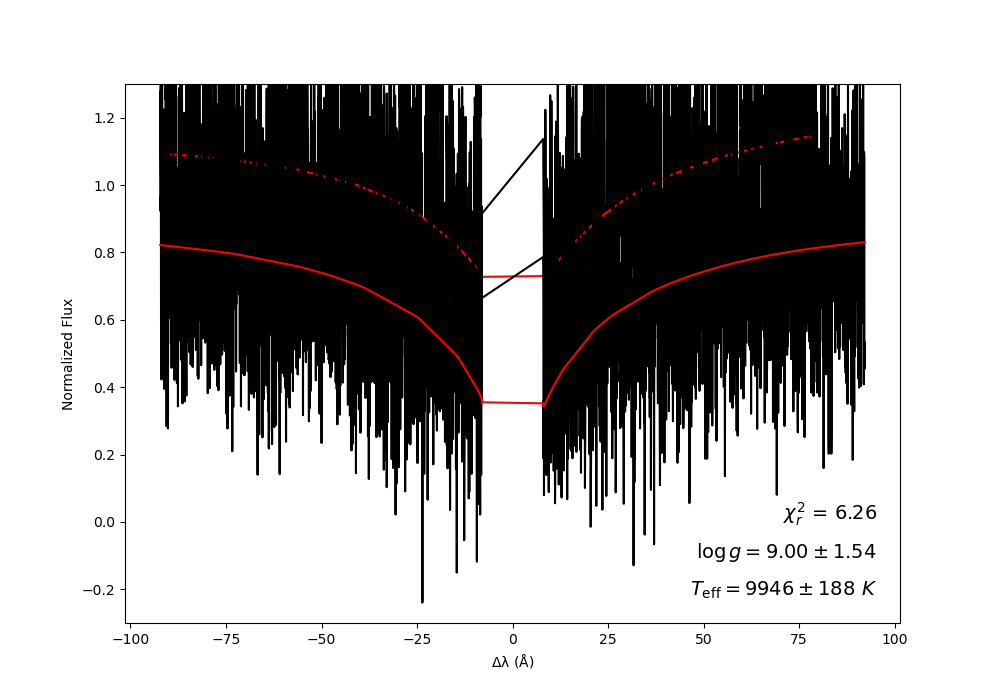 1.2
1.0
0.8
0.6
0.4
0.2
0.0
−0.2
Normalized Flux
χ²ᵣ = 6.26
log g = 9.00 ± 1.54
T_eff = 9946 ± 188 K
−100 −75 −50 −25 0 25 50 75 100
Δλ (Å)